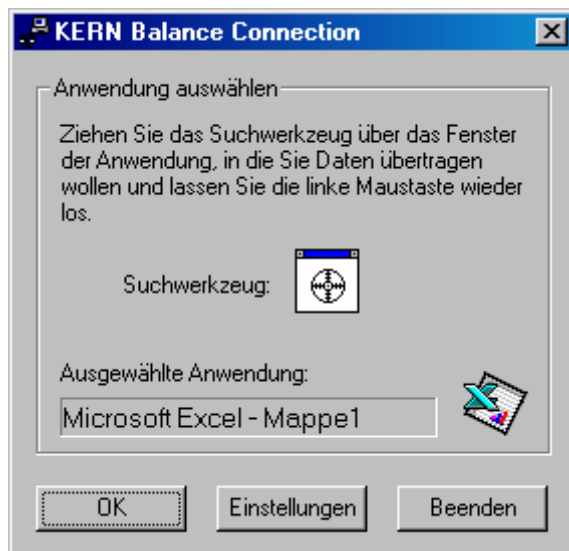 KERN Balance Connection
Anwendung auswählen
Ziehen Sie das Suchwerkzeug über das Fenster
der Anwendung, in die Sie Daten übertragen
wollen und lassen Sie die linke Maustaste wieder
los.
Suchwerkzeug:
Ausgewählte Anwendung:
Microsoft Excel - Mappe1
OK
Einstellungen
Beenden